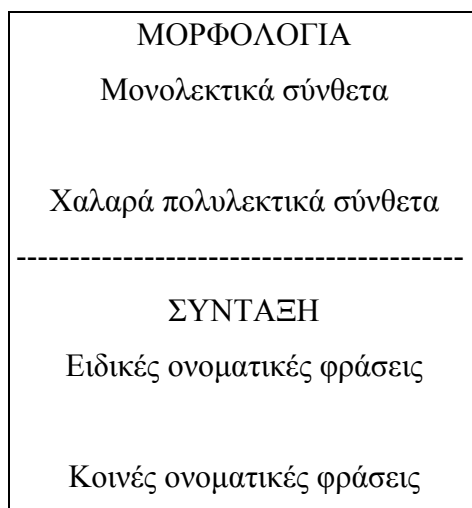 ΜΟΡΦΟΛΟΓΙΑ
Μονολεκτικά σύνθετα
Χαλαρά πολυλεκτικά σύνθετα
------------------------------------------
ΣΥΝΤΑΞΗ
Ειδικές ονοματικές φράσεις
Κοινές ονοματικές φράσεις